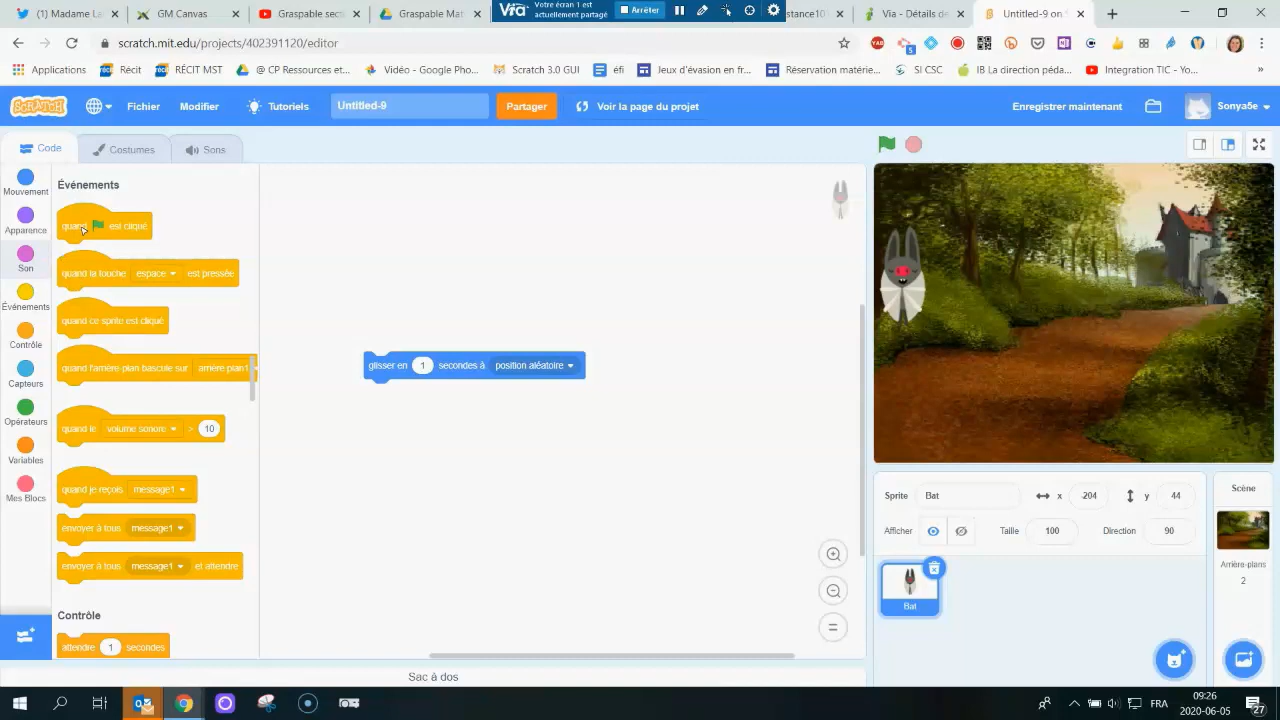 Madame L
GM Canvas
Graspable sect
Graspable Mat
Via
Votre écran 1 est
actuellement partagé
Arrêter
stance10
Via - Détails de
Untitled-9 on S
scratch.mit.edu/projects/402391120/editor
Applications
Récit
RÉCIT MST
@ CP Ressources et...
Vidéo - Google Pho...
Scratch 3.0 GUI
éfi
Jeux d'évasion en fr...
Réservation matérie...
SI CSC
IB La direction péda...
Integration TIC - Yo...
»
SCRATCH
Fichier
Modifier
Tutoriels
Untitled-9
Partager
Voir la page du projet
Enregistrer maintenant
Sonya5e
Code
Costumes
Sons
Mouvement
Apparence
Son
Événements
Contrôle
Capteurs
Opérateurs
Variables
Mes Blocs
Événements
quand est cliqué
quand la touche espace est pressée
quand ce sprite est cliqué
quand l'arrière-plan bascule sur arrière plan1
quand le volume sonore > 10
quand je reçois message1
envoyer à tous message1
envoyer à tous message1 et attendre
Contrôle
attendre 1 secondes
glisser en 1 secondes à position aléatoire
Sprite Bat x -204 y 44
Afficher Taille 100 Direction 90
Bat
Scène
Arrière-plans
2
Sac à dos
FRA
09:26
2020-06-05
27